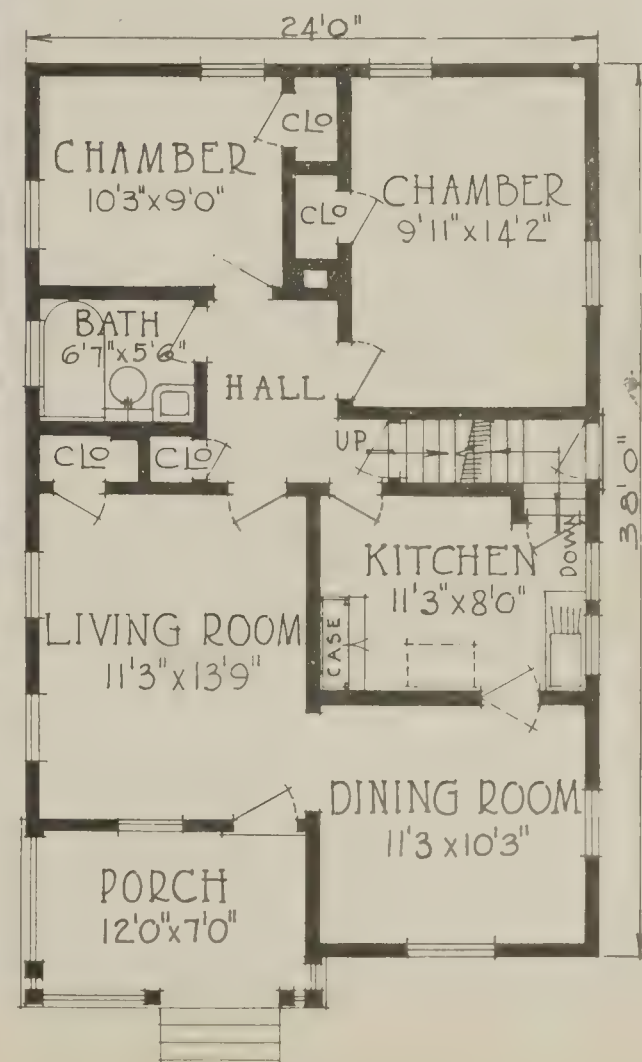 24'0"
CHAMBER
10'3"x9'0"
CLO
CLO
CHAMBER
9'11"x14'2"
BATH
6'7"x5'6"
HALL
UP
CLO
CLO
38'0"
KITCHEN
11'3"x8'0"
DOWN
CASE
LIVING ROOM
11'3"x13'9"
DINING ROOM
11'3x10'3"
PORCH
12'0"x7'0"